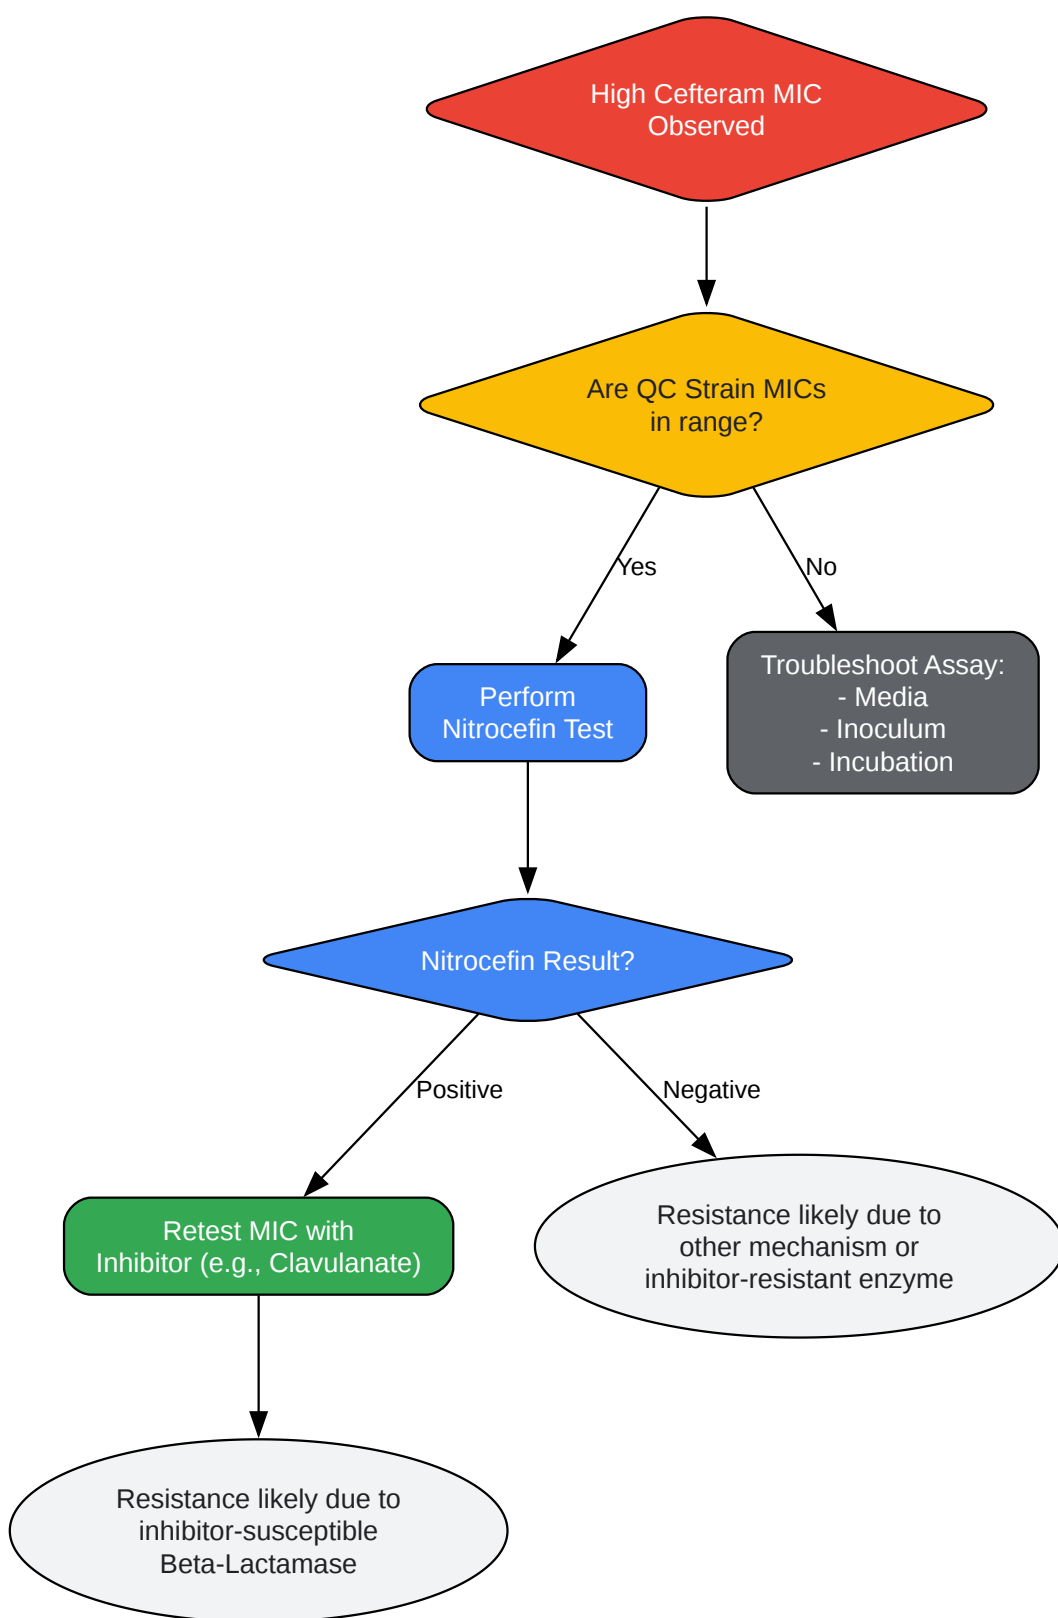 High Cefteram MIC
Observed
Are QC Strain MICs
in range?
Yes
No
Perform
Nitrocefin Test
Troubleshoot Assay:
- Media
- Inoculum
- Incubation
Nitrocefin Result?
Positive
Negative
Retest MIC with
Inhibitor (e.g., Clavulanate)
Resistance likely due to
other mechanism or
inhibitor-resistant enzyme
Resistance likely due to
inhibitor-susceptible
Beta-Lactamase